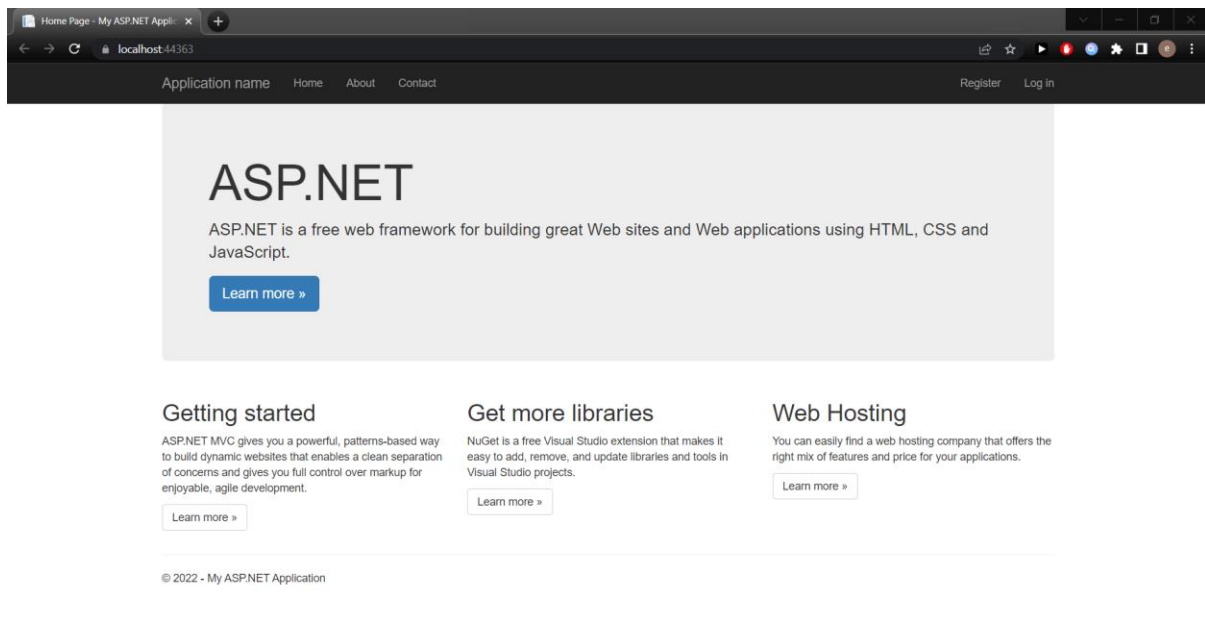 Home Page - My ASP.NET Applic
localhost:44363
Application name Home About Contact Register Log in
ASP.NET
ASP.NET is a free web framework for building great Web sites and Web applications using HTML, CSS and
JavaScript.
Learn more »
Getting started
ASP.NET MVC gives you a powerful, patterns-based way
to build dynamic websites that enables a clean separation
of concerns and gives you full control over markup for
enjoyable, agile development.
Learn more »
Get more libraries
NuGet is a free Visual Studio extension that makes it
easy to add, remove, and update libraries and tools in
Visual Studio projects.
Learn more »
Web Hosting
You can easily find a web hosting company that offers the
right mix of features and price for your applications.
Learn more »
© 2022 - My ASP.NET Application